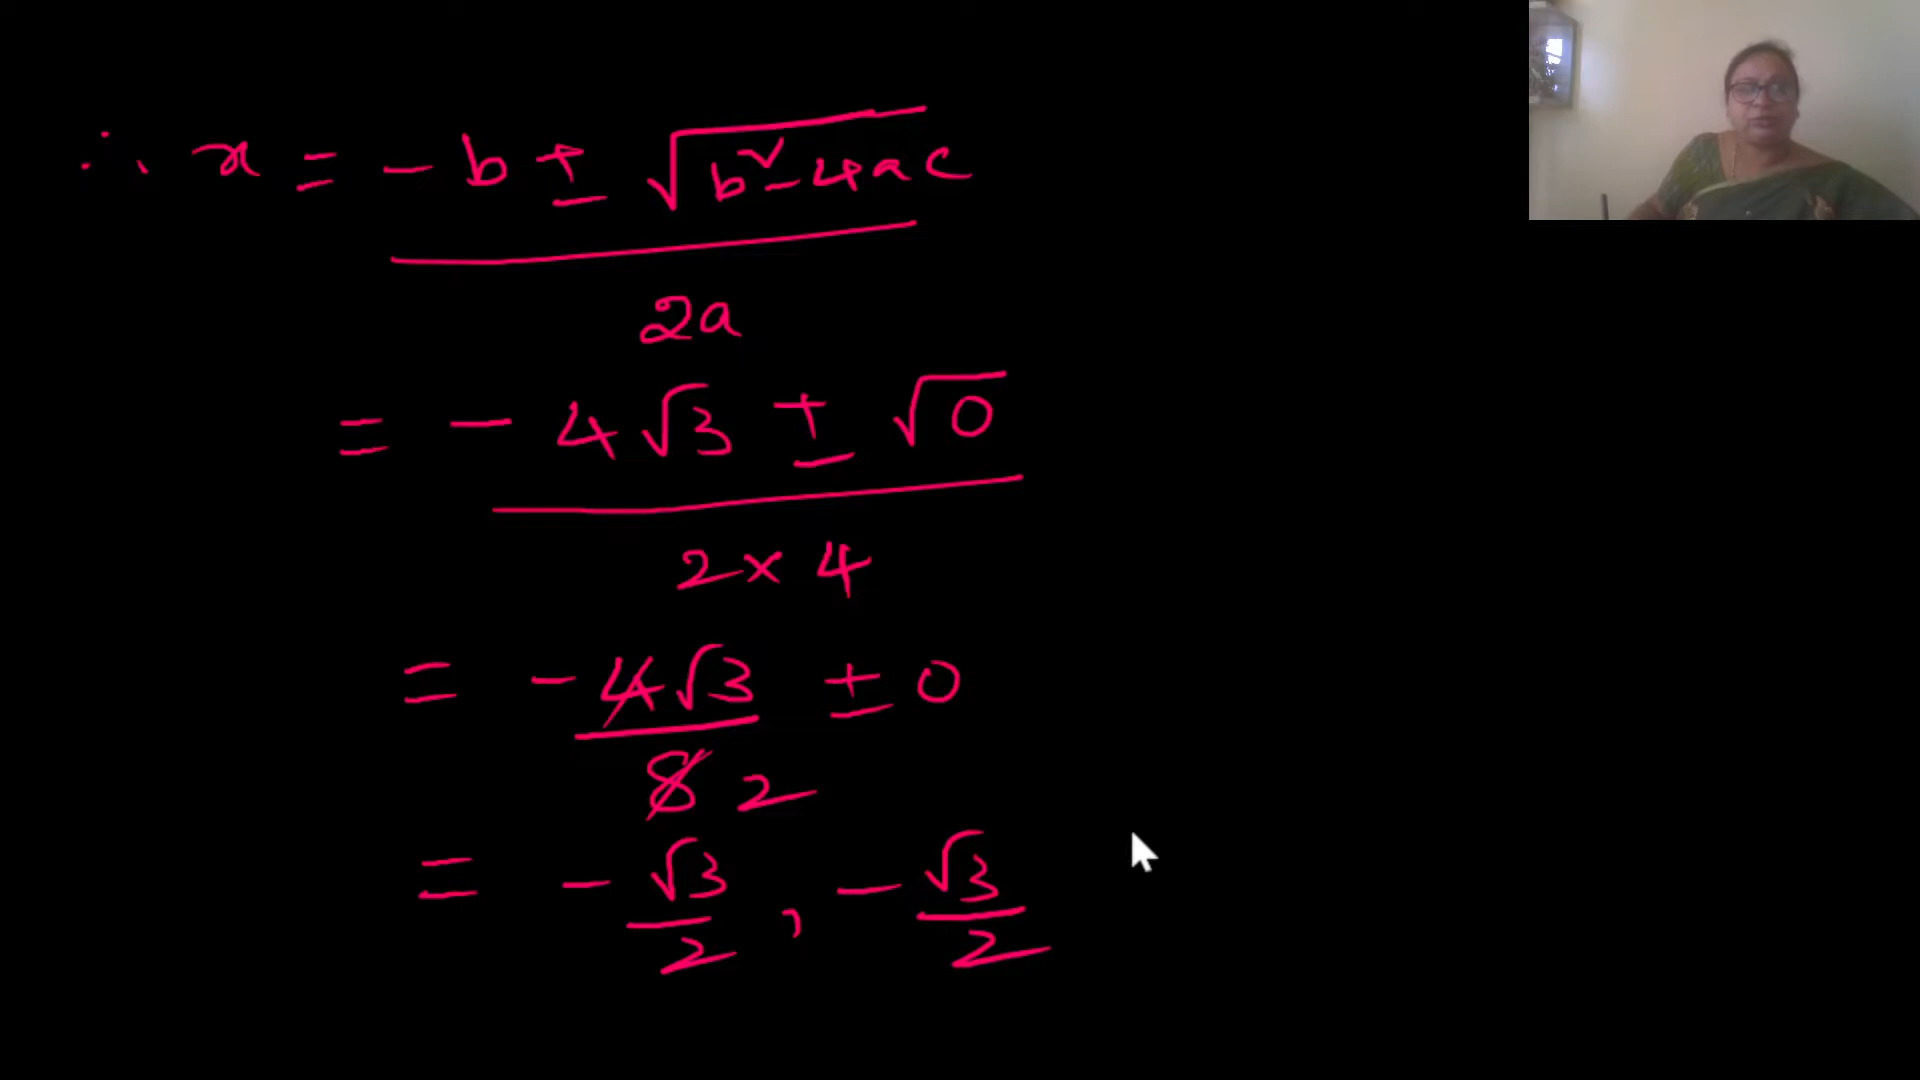 ∴ x = -b ± √b²-4ac
2a
= - 4√3 ± √0
2 × 4
= - 4√3 ± 0
8 2
= - √3 , - √3
2 2